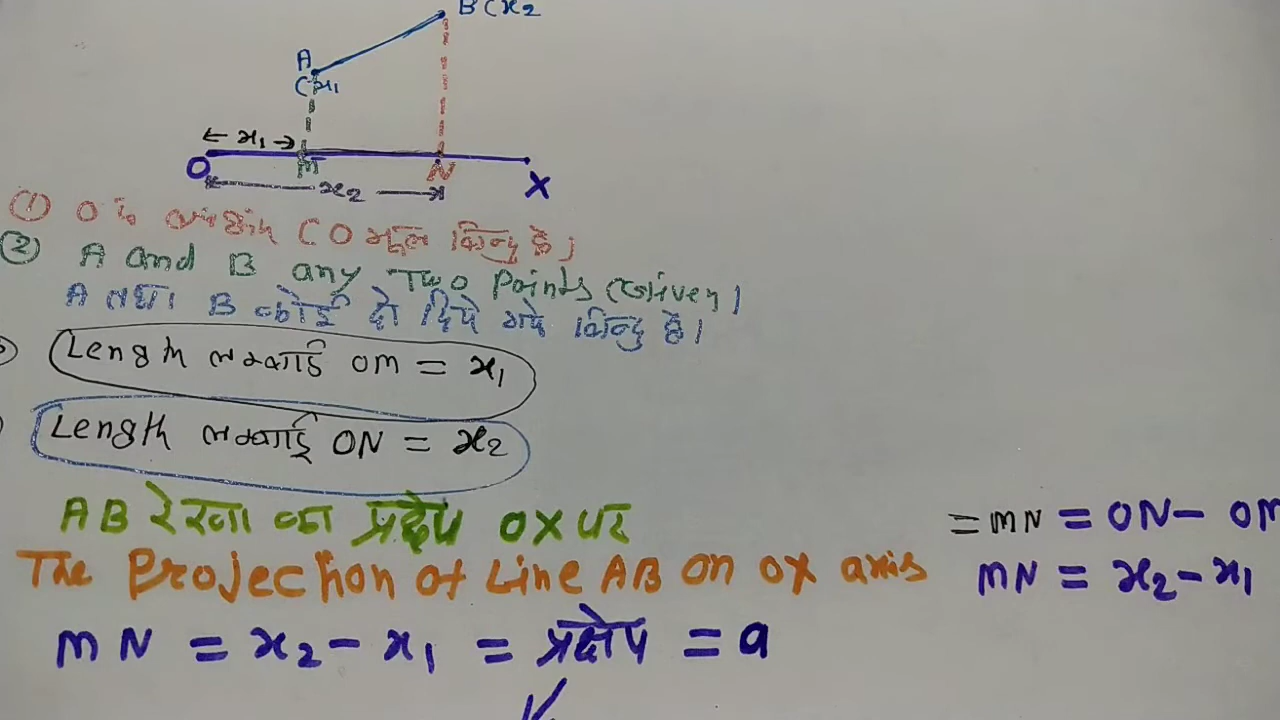 B (x2
A
(x1
← x1 →
O M N X
x2
① O is origin (O मूल बिन्दु है।
② A and B any Two Points (Given)
A तथा B कोई दो दिये गये बिन्दु है।
Length लम्बाई OM = x1
Length लम्बाई ON = x2
AB रेखा का प्रक्षेप OX पर
= MN = ON - OM
The Projection of Line AB on OX axis
MN = x2 - x1
MN = x2 - x1 = प्रक्षेप = a